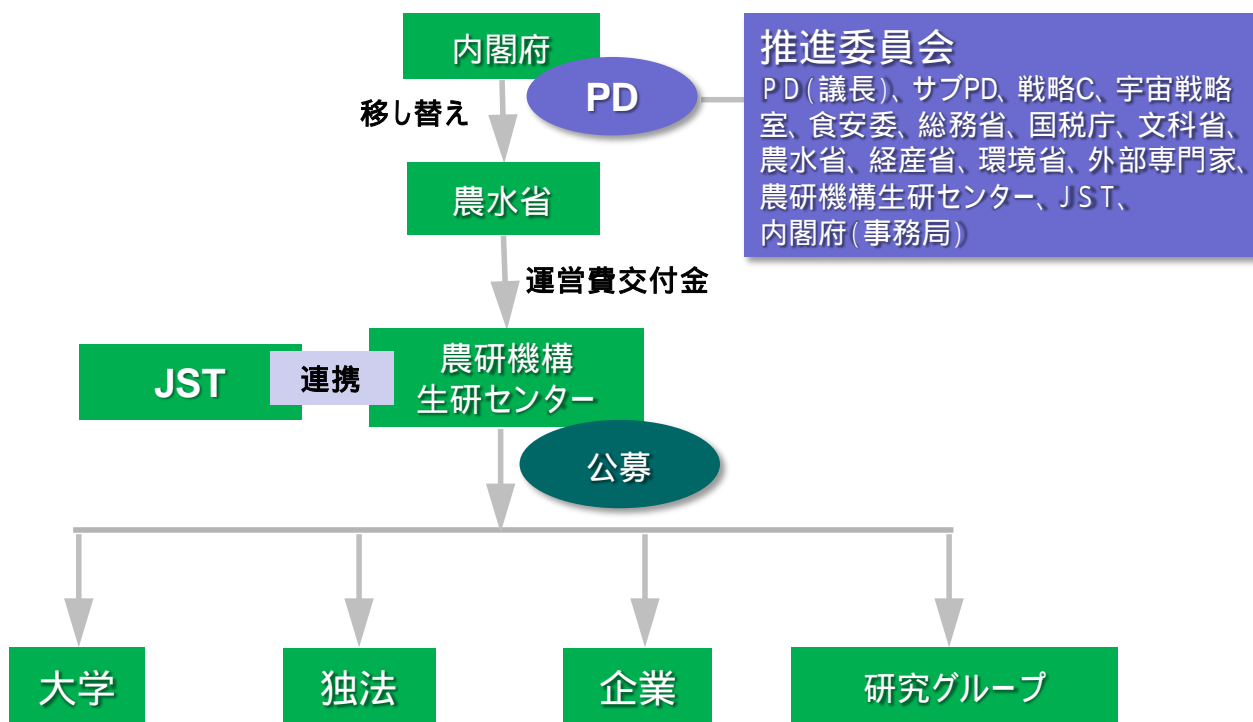 内閣府
PD
移し替え
推進委員会
PD(議長)、サブPD、戦略C、宇宙戦略
室、食安委、総務省、国税庁、文科省、
農水省、経産省、環境省、外部専門家、
農研機構生研センター、JST、
内閣府(事務局)
農水省
運営費交付金
JST
連携
農研機構
生研センター
公募
大学
独法
企業
研究グループ